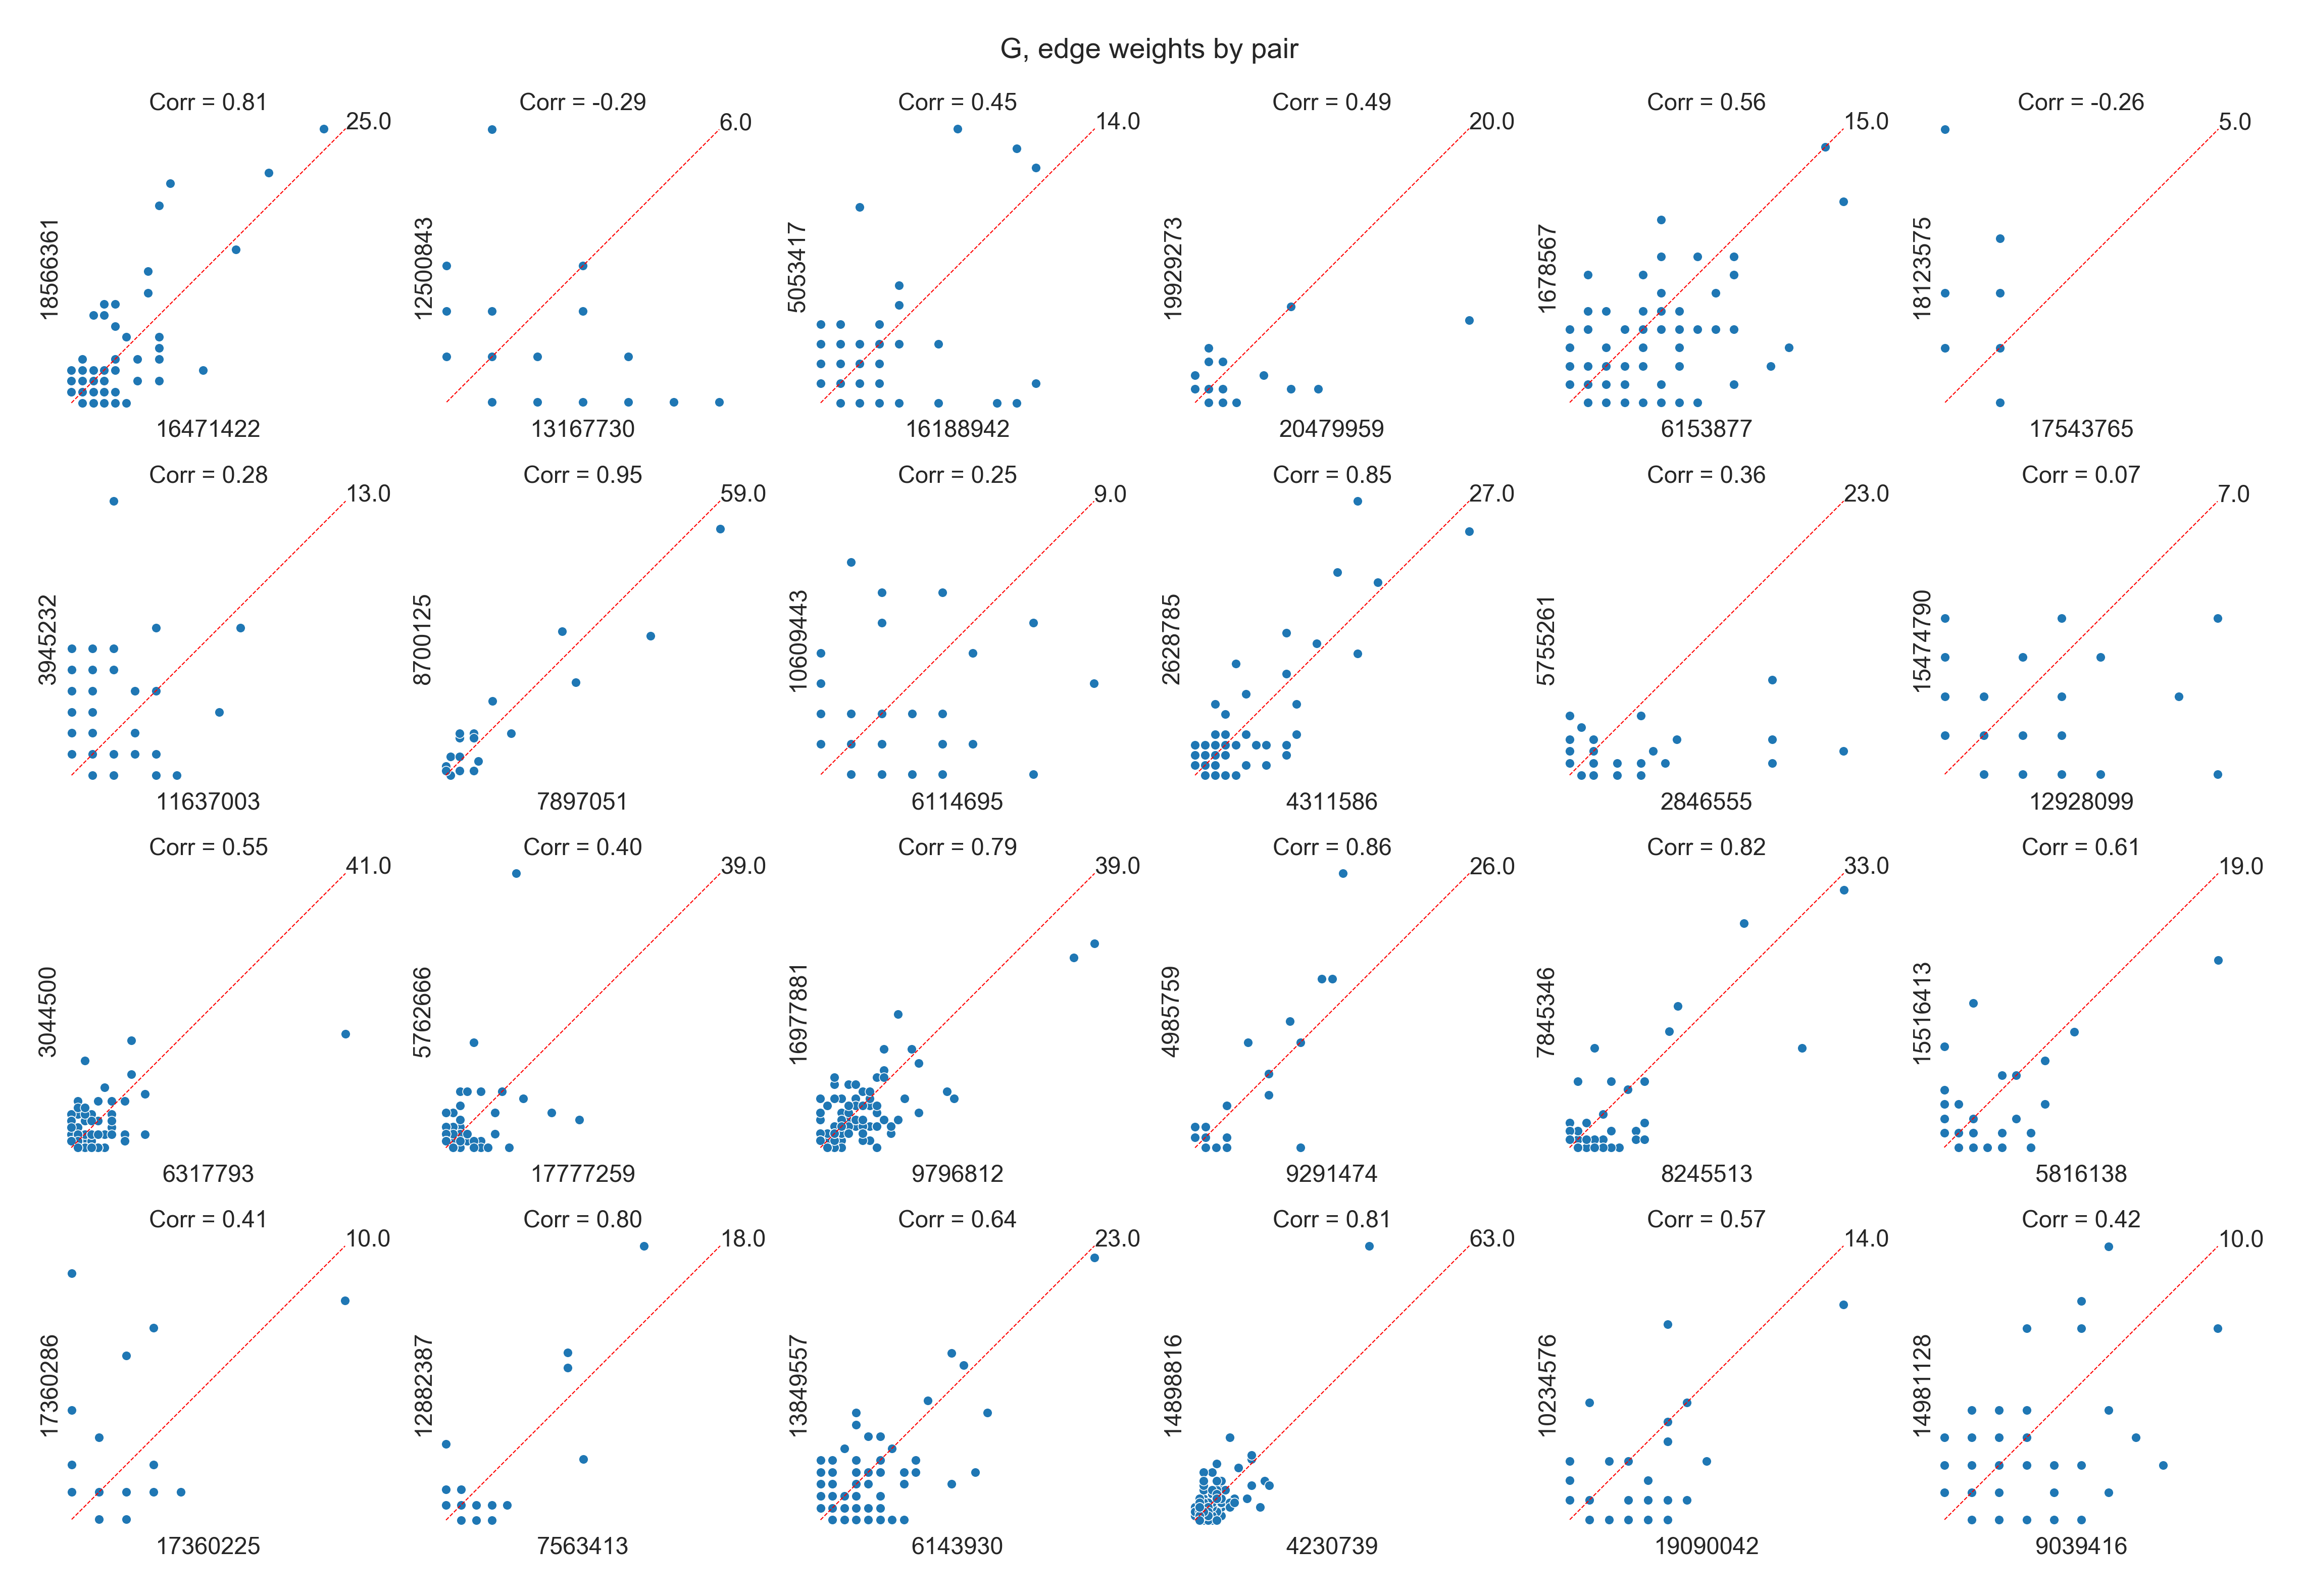 G, edge weights by pair
Corr = 0.81
25.0
18566361
16471422
Corr = -0.29
6.0
12500843
13167730
Corr = 0.45
14.0
5053417
16188942
Corr = 0.49
20.0
19929273
20479959
Corr = 0.56
15.0
1678567
6153877
Corr = -0.26
5.0
18123575
17543765
Corr = 0.28
13.0
3945232
11637003
Corr = 0.95
59.0
8700125
7897051
Corr = 0.25
9.0
10609443
6114695
Corr = 0.85
27.0
2628785
4311586
Corr = 0.36
23.0
5755261
2846555
Corr = 0.07
7.0
15474790
12928099
Corr = 0.55
41.0
3044500
6317793
Corr = 0.40
39.0
5762666
17777259
Corr = 0.79
39.0
16977881
9796812
Corr = 0.86
26.0
4985759
9291474
Corr = 0.82
33.0
7845346
8245513
Corr = 0.61
19.0
15516413
5816138
Corr = 0.41
10.0
17360286
17360225
Corr = 0.80
18.0
12882387
7563413
Corr = 0.64
23.0
13849557
6143930
Corr = 0.81
63.0
14898816
4230739
Corr = 0.57
14.0
10234576
19090042
Corr = 0.42
10.0
14981128
9039416